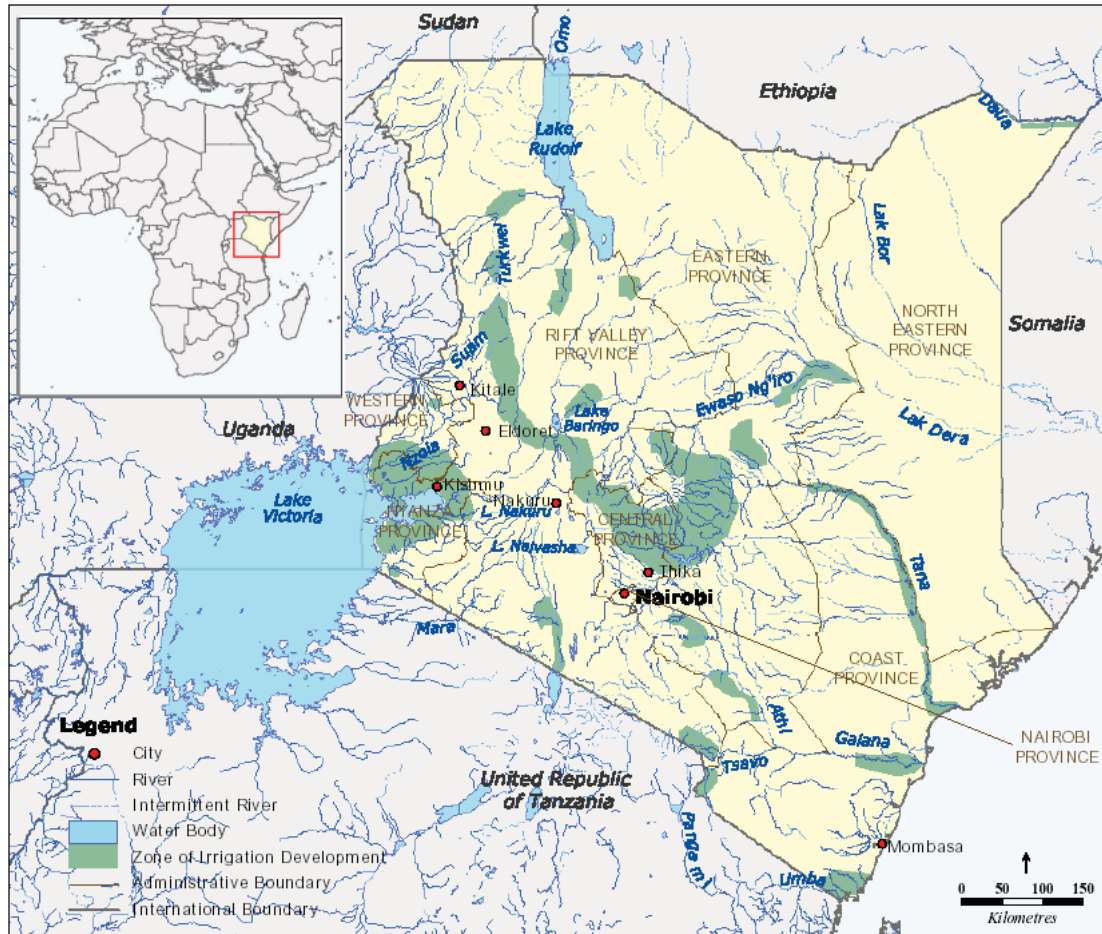 Sudan
Omo
Ethiopia
Daua
Lake
Rudolf
Lak Bor
Turkwel
EASTERN
PROVINCE
NORTH
EASTERN
PROVINCE
Somalia
RIFT VALLEY
PROVINCE
Suam
Kitale
WESTERN
PROVINCE
Ewaso Ng'iro
Lake
Baringo
Lak Dera
Uganda
Eldoret
Nzoia
Kisumu
Lake
Victoria
Nakuru
NYANZA
PROVINCE
L. Nakuru
CENTRAL
PROVINCE
L. Naivasha
Thika
Tana
Nairobi
Mara
COAST
PROVINCE
Athi
Galana
NAIROBI
PROVINCE
Tsavo
United Republic
of Tanzania
Pangani
Mombasa
Umba
Legend
City
River
Intermittent River
Water Body
Zone of Irrigation Development
Administrative Boundary
International Boundary
0 50 100 150
Kilometres